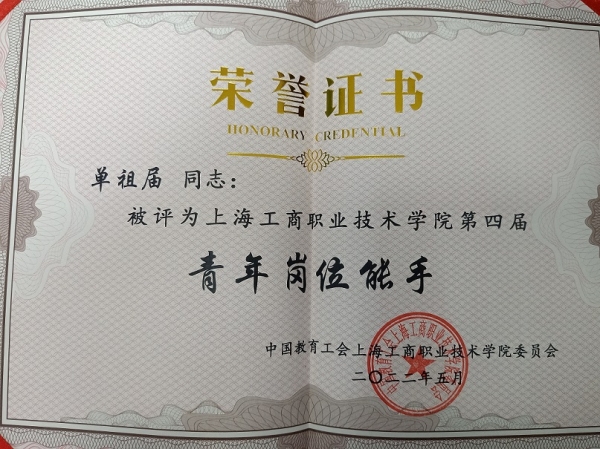 荣誉证书
HONORARY CREDENTIAL
单祖届 同志：
被评为上海工商职业技术学院第四届
青年岗位能手
中国教育工会上海工商职业技术学院委员会
二〇二二年五月